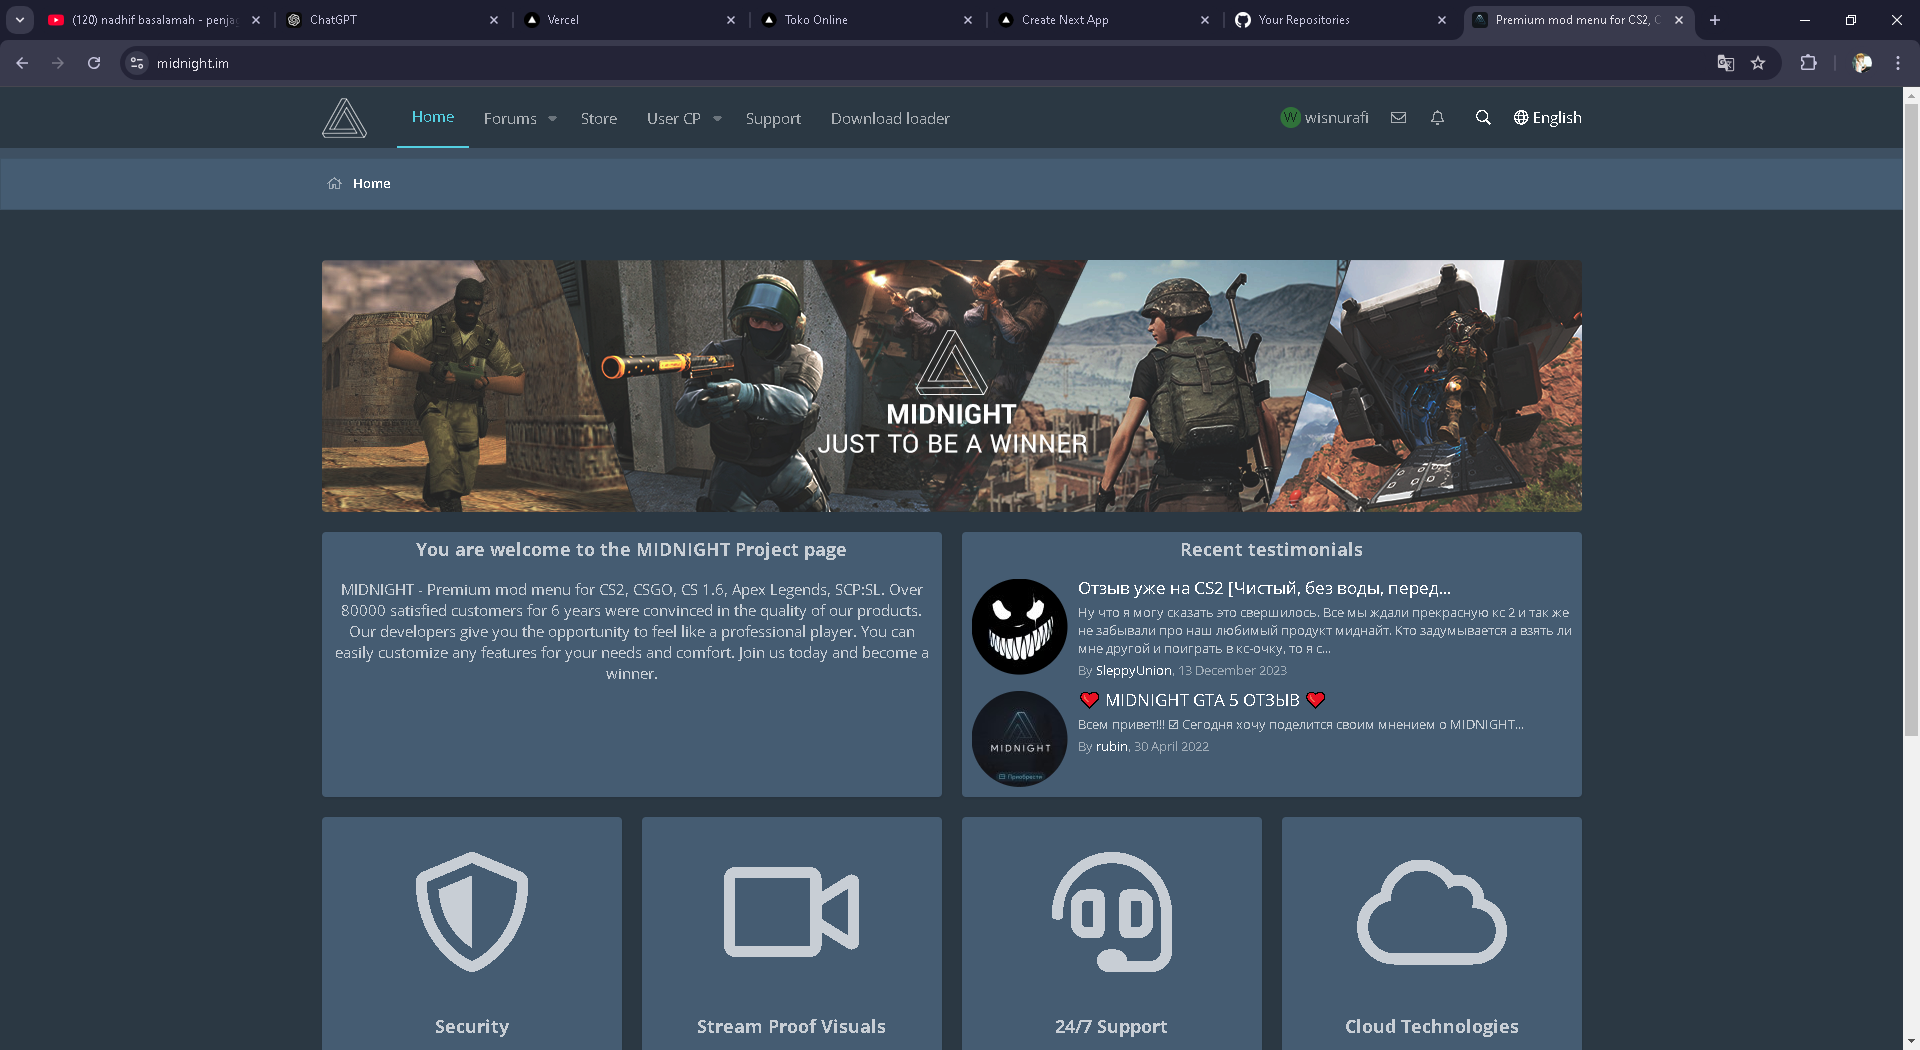 (120) nadhif basalamah - penja
ChatGPT
Vercel
Toko Online
Create Next App
Your Repositories
Premium mod menu for CS2, C
midnight.im
Home
Forums
Store
User CP
Support
Download loader
W
wisnurafi
English
Home
MIDNIGHT
JUST TO BE A WINNER
You are welcome to the MIDNIGHT Project page
MIDNIGHT - Premium mod menu for CS2, CSGO, CS 1.6, Apex Legends, SCP:SL. Over
80000 satisfied customers for 6 years were convinced in the quality of our products.
Our developers give you the opportunity to feel like a professional player. You can
easily customize any features for your needs and comfort. Join us today and become a
winner.
Recent testimonials
Отзыв уже на CS2 [Чистый, без воды, перед...
Ну что я могу сказать это свершилось. Все мы ждали прекрасную кс 2 и так же
не забывали про наш любимый продукт миднайт. Кто задумывается а взять ли
мне другой и поиграть в кс-очку, то я с...
By SleppyUnion, 13 December 2023
MIDNIGHT
Приобрести
❤️ MIDNIGHT GTA 5 ОТЗЫВ ❤️
Всем привет!!! ☑ Сегодня хочу поделится своим мнением о MIDNIGHT...
By rubin, 30 April 2022
Security
Stream Proof Visuals
24/7 Support
Cloud Technologies